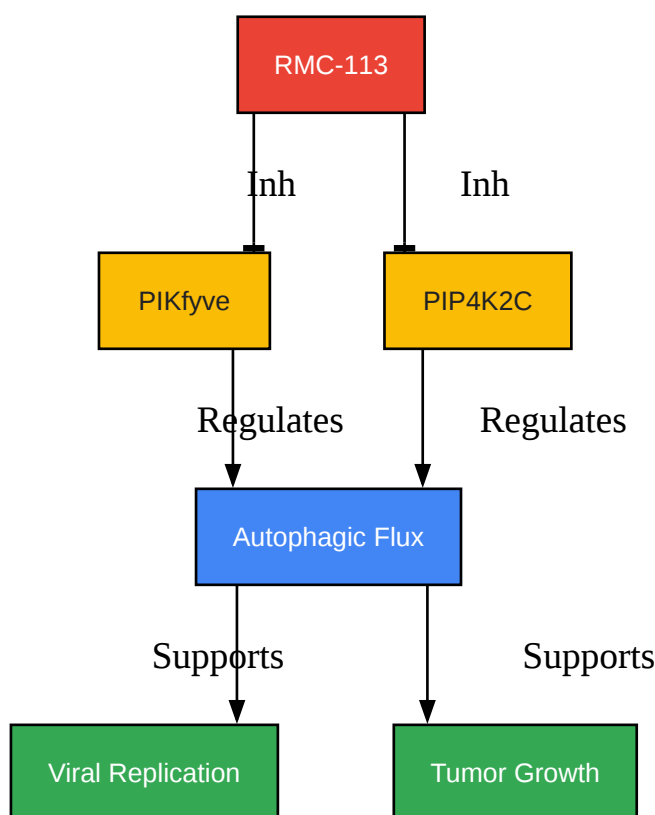 RMC-113
Inh
Inh
PIKfyve
PIP4K2C
Regulates
Regulates
Autophagic Flux
Supports
Supports
Viral Replication
Tumor Growth